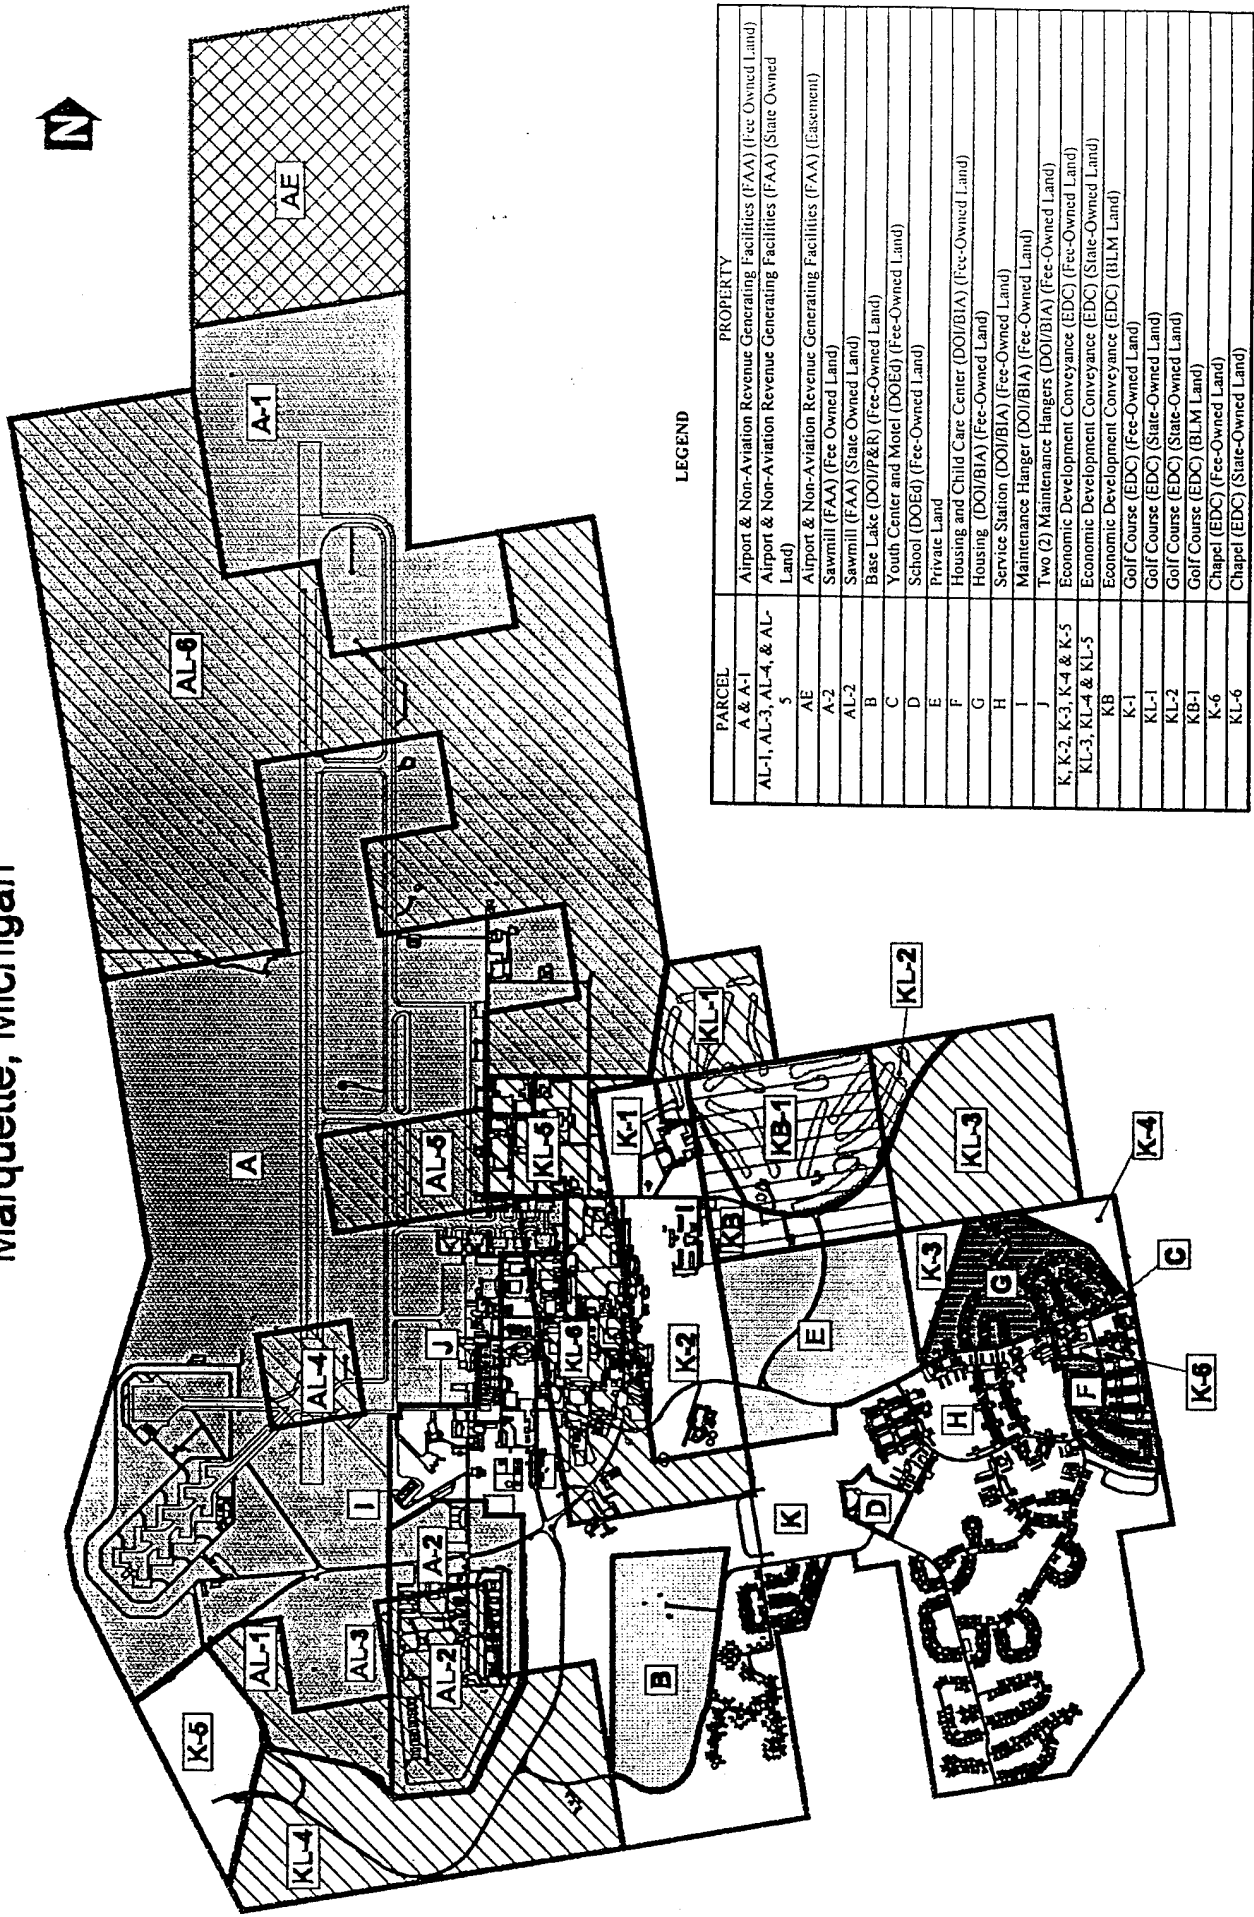 Marquette, Michigan
N
AE
A-1
AL-6
A
AL-5
AL-4
J
I
A-2
AL-1
AL-3
AL-2
K-5
KL-4
KL-5
KL-6
K-1
KL-1
KL-2
KB-1
KB
KL-3
K-2
E
K-3
G
K-4
C
K-6
F
H
D
K
B
LEGEND
PARCEL PROPERTY
A & A-1 Airport & Non-Aviation Revenue Generating Facilities (FAA) (Fee Owned Land)
AL-1, AL-3, AL-4, & AL- Airport & Non-Aviation Revenue Generating Facilities (FAA) (State Owned
5 Land)
AE Airport & Non-Aviation Revenue Generating Facilities (FAA) (Easement)
A-2 Sawmill (FAA) (Fee Owned Land)
AL-2 Sawmill (FAA) (State Owned Land)
B Base Lake (DOI/P&R) (Fee-Owned Land)
C Youth Center and Motel (DOEd) (Fee-Owned Land)
D School (DOEd) (Fee-Owned Land)
E Private Land
F Housing and Child Care Center (DOI/BIA) (Fee-Owned Land)
G Housing (DOI/BIA) (Fee-Owned Land)
H Service Station (DOI/BIA) (Fee-Owned Land)
I Maintenance Hanger (DOI/BIA) (Fee-Owned Land)
J Two (2) Maintenance Hangers (DOI/BIA) (Fee-Owned Land)
K, K-2, K-3, K-4 & K-5 Economic Development Conveyance (EDC) (Fee-Owned Land)
KL-3, KL-4 & KL-5 Economic Development Conveyance (EDC) (State-Owned Land)
KB Economic Development Conveyance (EDC) (BLM Land)
K-1 Golf Course (EDC) (Fee-Owned Land)
KL-1 Golf Course (EDC) (State-Owned Land)
KL-2 Golf Course (EDC) (State-Owned Land)
KB-1 Golf Course (EDC) (BLM Land)
K-6 Chapel (EDC) (Fee-Owned Land)
KL-6 Chapel (EDC) (State-Owned Land)